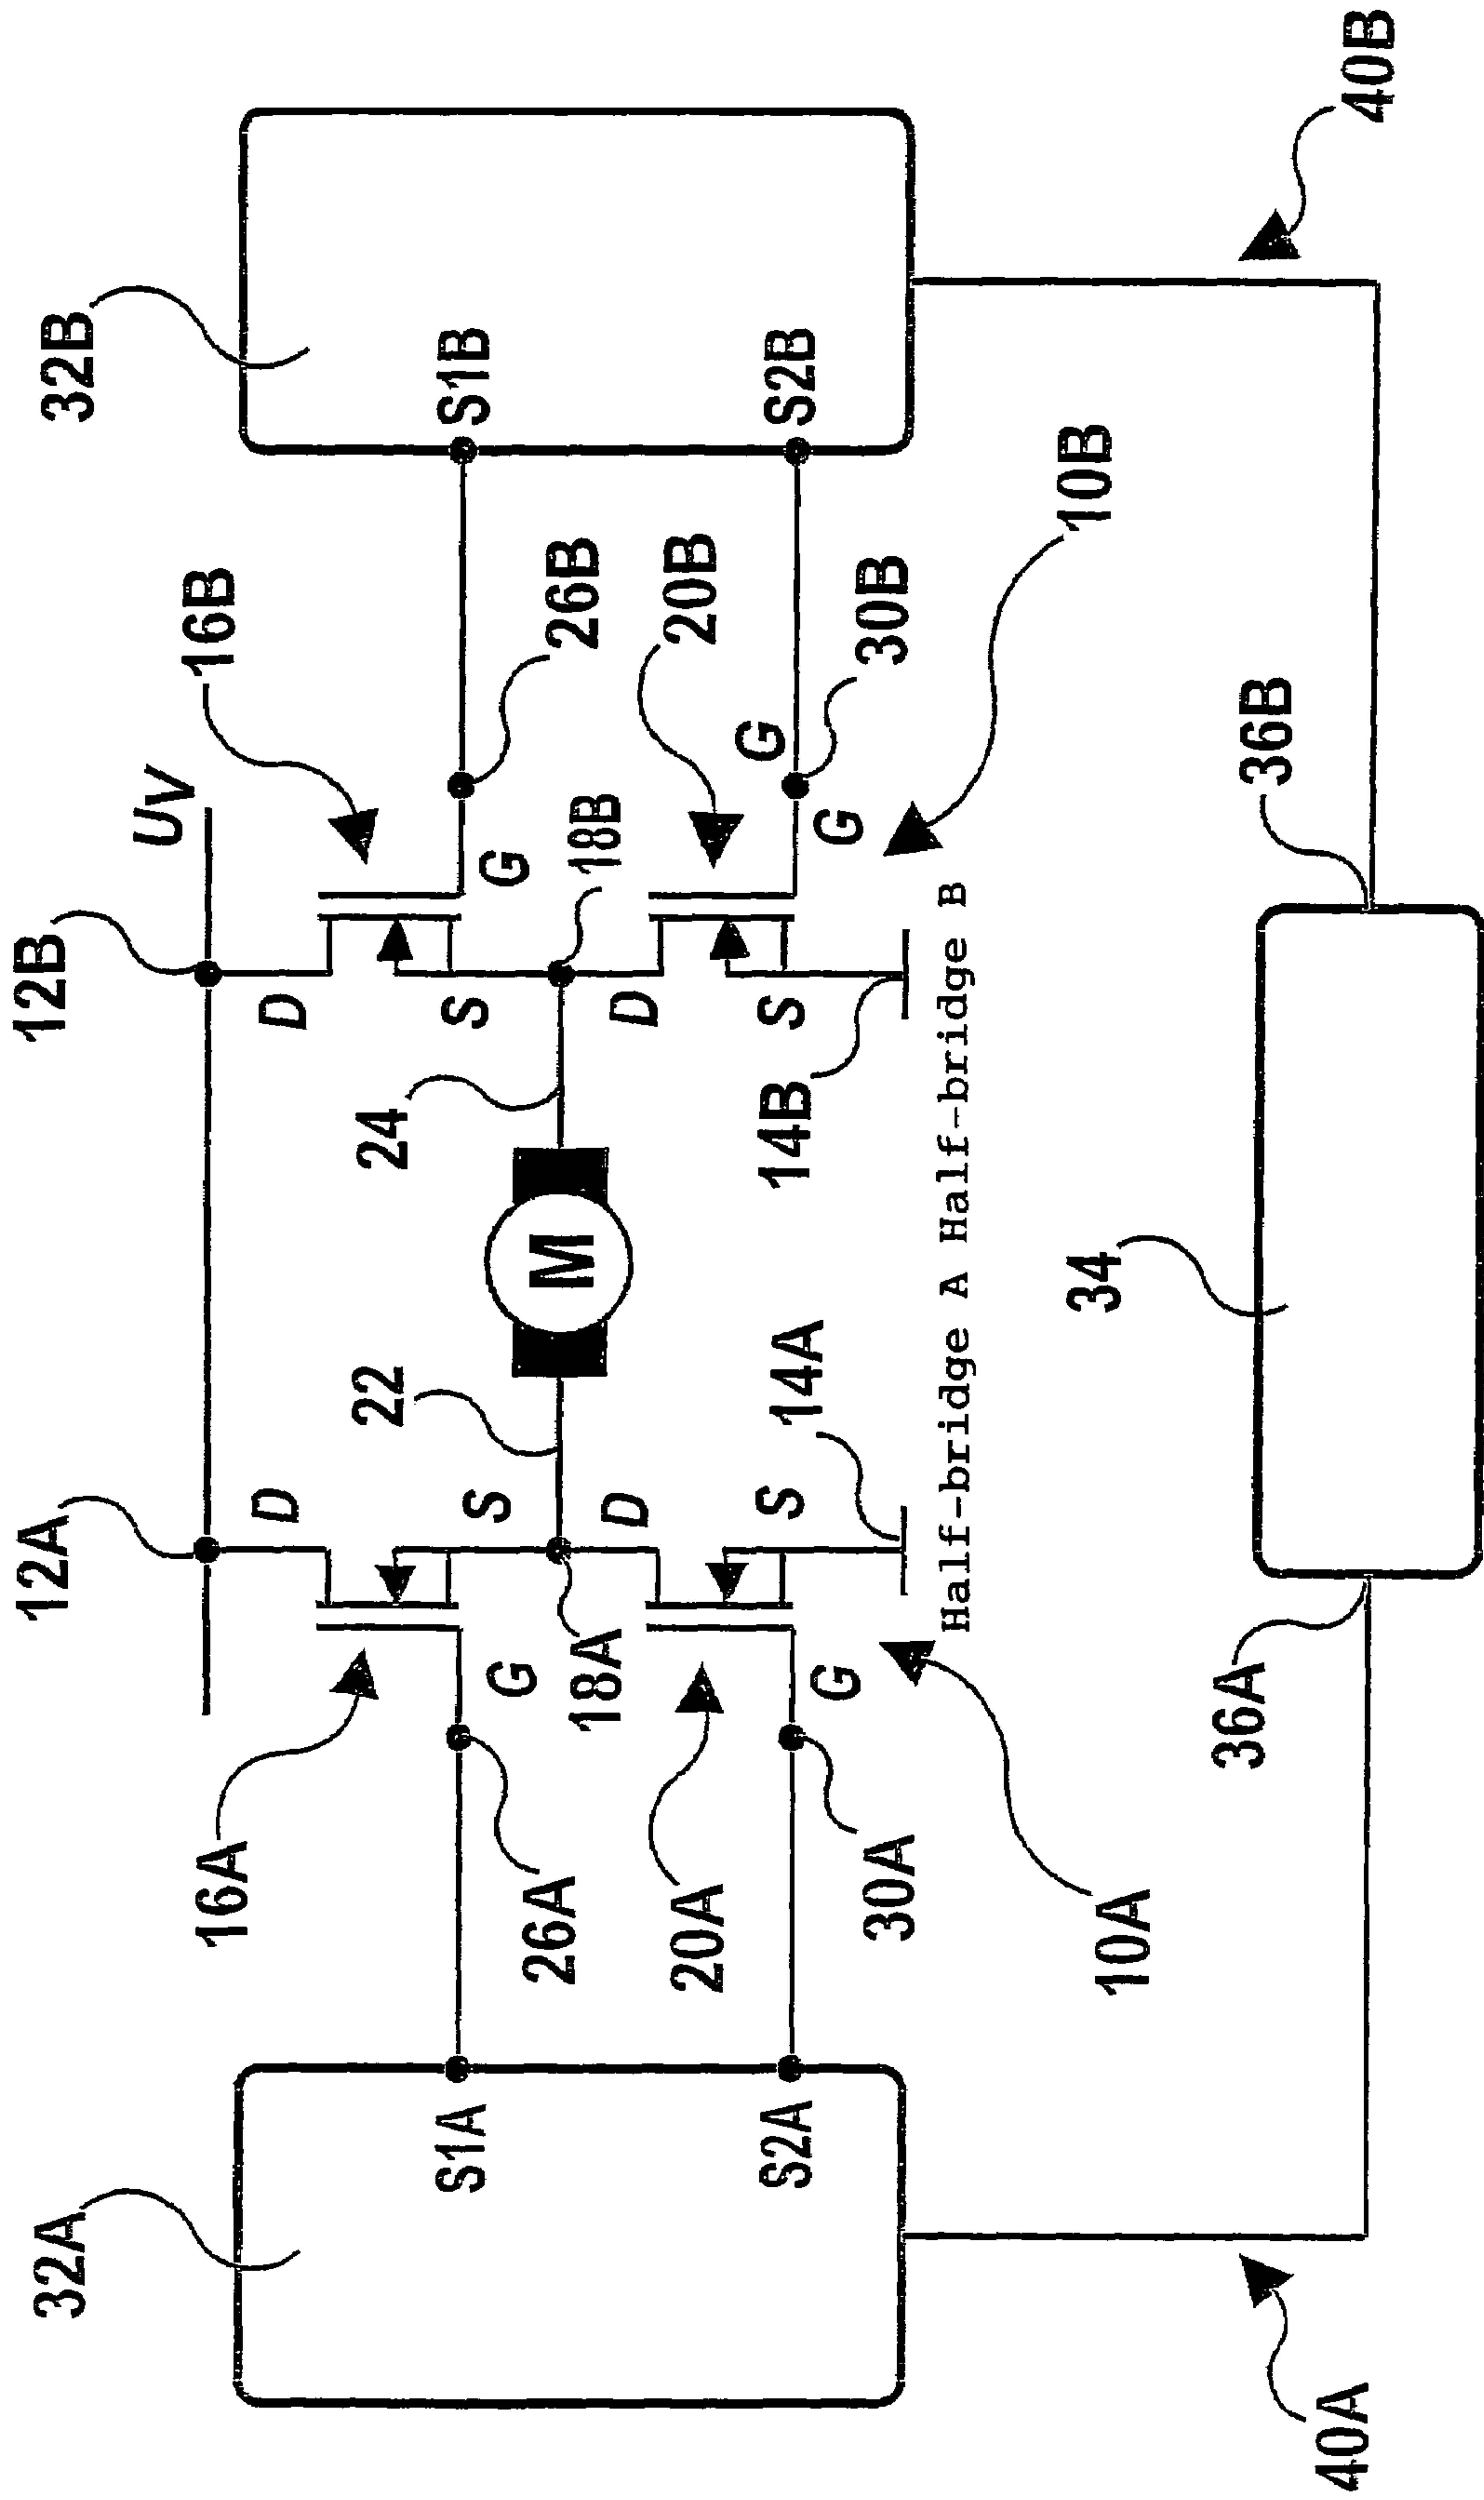 32A
12A
12B
32B
UV
16A
16B
D
D
22
24
S1A
G
S
S
G
S1B
26A
18A
M
18B
26B
20A
D
D
20B
S2A
G
S
14A
14B
S
G
G
S2B
30A
30B
Half-bridge A Half-bridge B
10A
10B
34
36A
36B
40A
40B